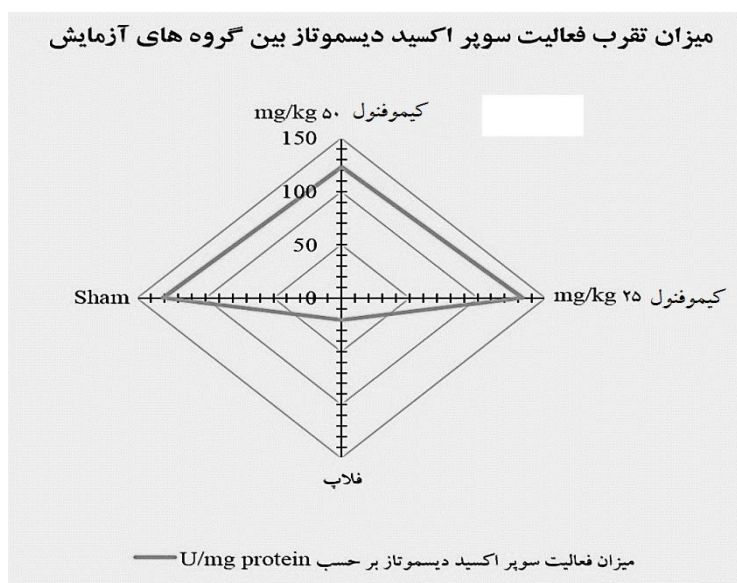 میزان تقرب فعالیت سوپر اکسید دیسموتاز بین گروه های آزمایش
کیموفنول ۵۰ mg/kg
150
100
50
0
Sham
کیموفنول ۲۵ mg/kg
فلاپ
میزان فعالیت سوپر اکسید دیسموتاز بر حسب U/mg protein